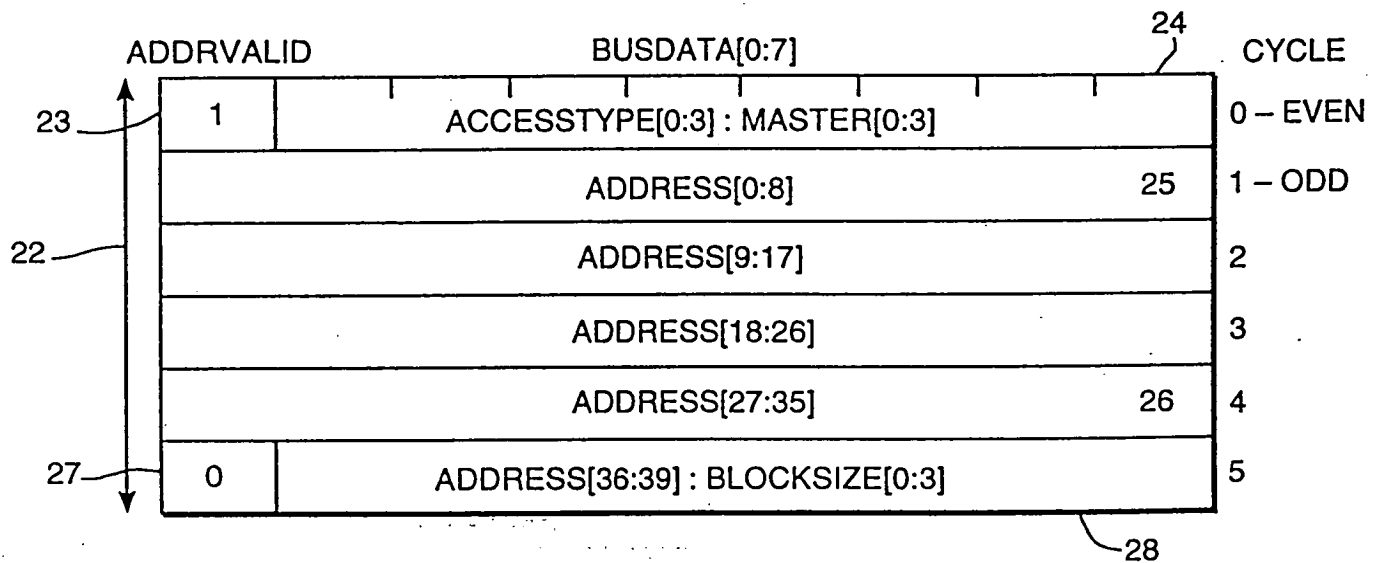 24
ADDRVALID BUSDATA[0:7] CYCLE
23 1 ACCESSTYPE[0:3] : MASTER[0:3] 0 – EVEN
ADDRESS[0:8] 25 1 – ODD
22 ADDRESS[9:17] 2
ADDRESS[18:26] 3
ADDRESS[27:35] 26 4
27 0 ADDRESS[36:39] : BLOCKSIZE[0:3] 5
28